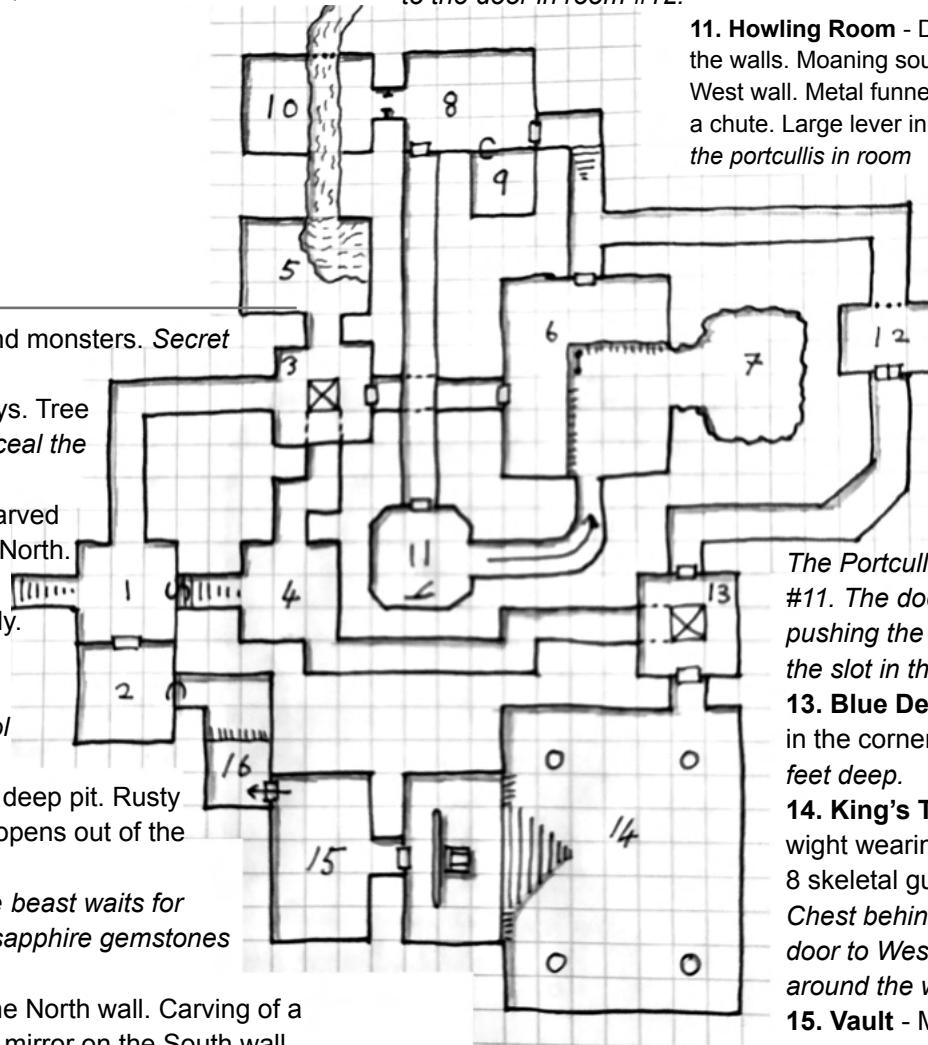 to the door in room #12.
11. Howling Room - D
the walls. Moaning sou
West wall. Metal funne
a chute. Large lever in
the portcullis in room
nd monsters. Secret
ys. Tree
ceal the
arved
North.
ly.
ol
deep pit. Rusty
opens out of the
e beast waits for
sapphire gemstones
ne North wall. Carving of a
mirror on the South wall
The Portcull
#11. The doo
pushing the
the slot in th
13. Blue De
in the corner
feet deep.
14. King's T
wight wearin
8 skeletal gu
Chest behin
door to Wes
around the w
15. Vault - M
10
8
9
5
6
7
12
3
11
1
S
4
13
2
16
15
14